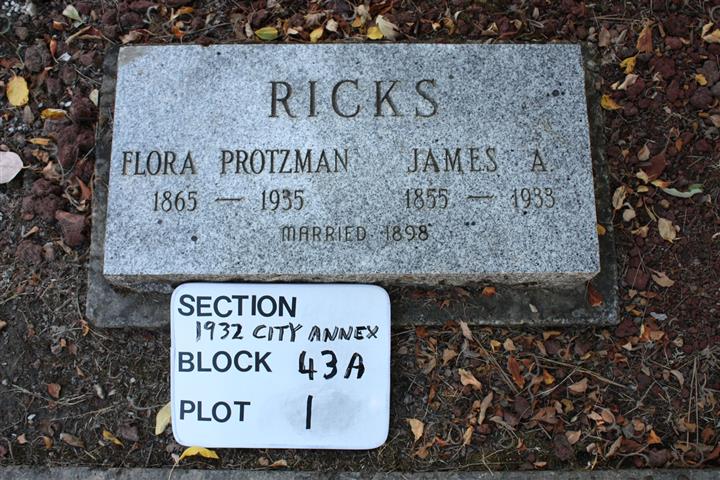 RICKS
FLORA PROTZMAN JAMES A.
1865 — 1935 1855 — 1933
MARRIED 1898
SECTION
1932 CITY ANNEX
BLOCK 43A
PLOT 1